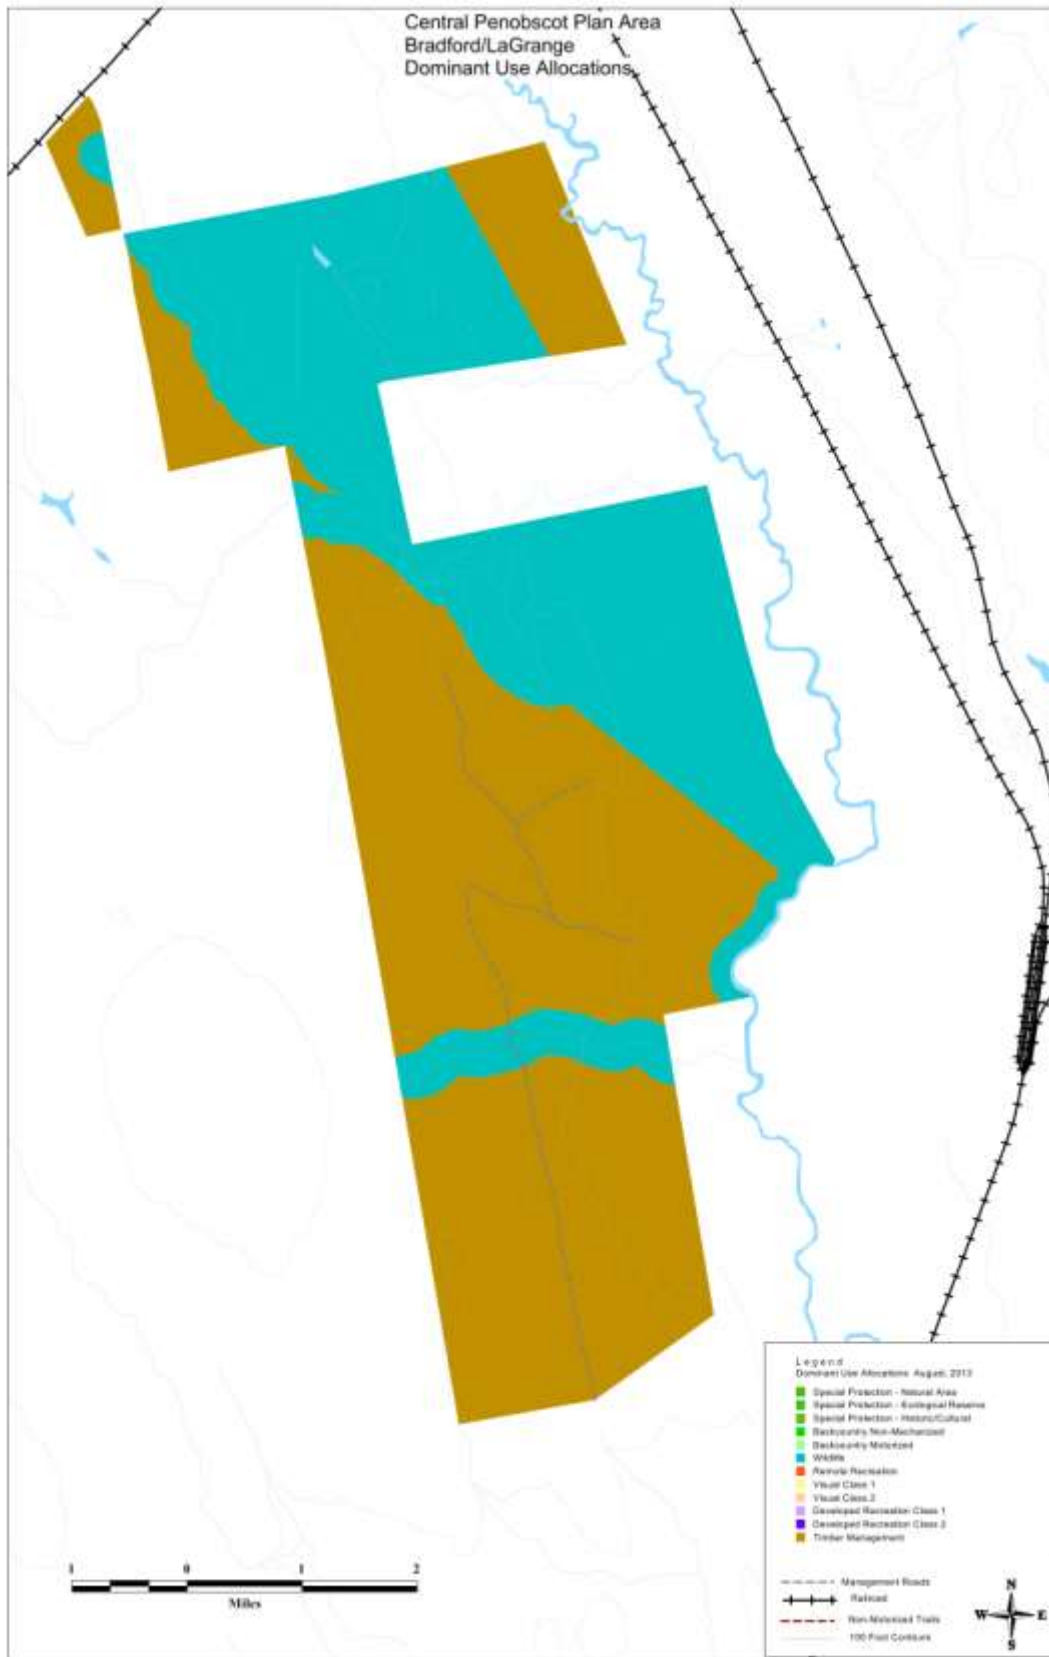 Central Penobscot Plan Area
Bradford/LaGrange
Dominant Use Allocations
Legend
Dominant Use Allocations August, 2013
Special Protection - Natural Area
Special Protection - Ecological Reserve
Special Protection - Historic/Cultural
Backcountry Non-Mechanized
Backcountry Motorized
Wildlife
Remote Recreation
Visual Class 1
Visual Class 2
Developed Recreation Class 1
Developed Recreation Class 2
Timber Management
Management Roads
Railroad
Non-Motorized Trails
100 Foot Contours
N
W E
S
1 0 1 2
Miles